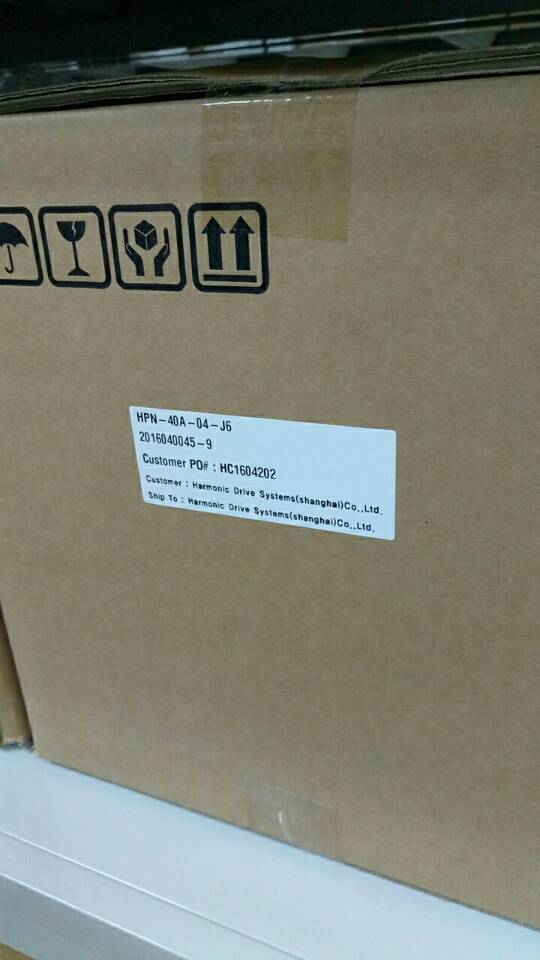 HPN-40A-04-J6
2016040045-9
Customer PO# : HC1604202
Customer : Harmonic Drive Systems(shanghai)Co.,Ltd.
Ship To : Harmonic Drive Systems(shanghai)Co.,Ltd.